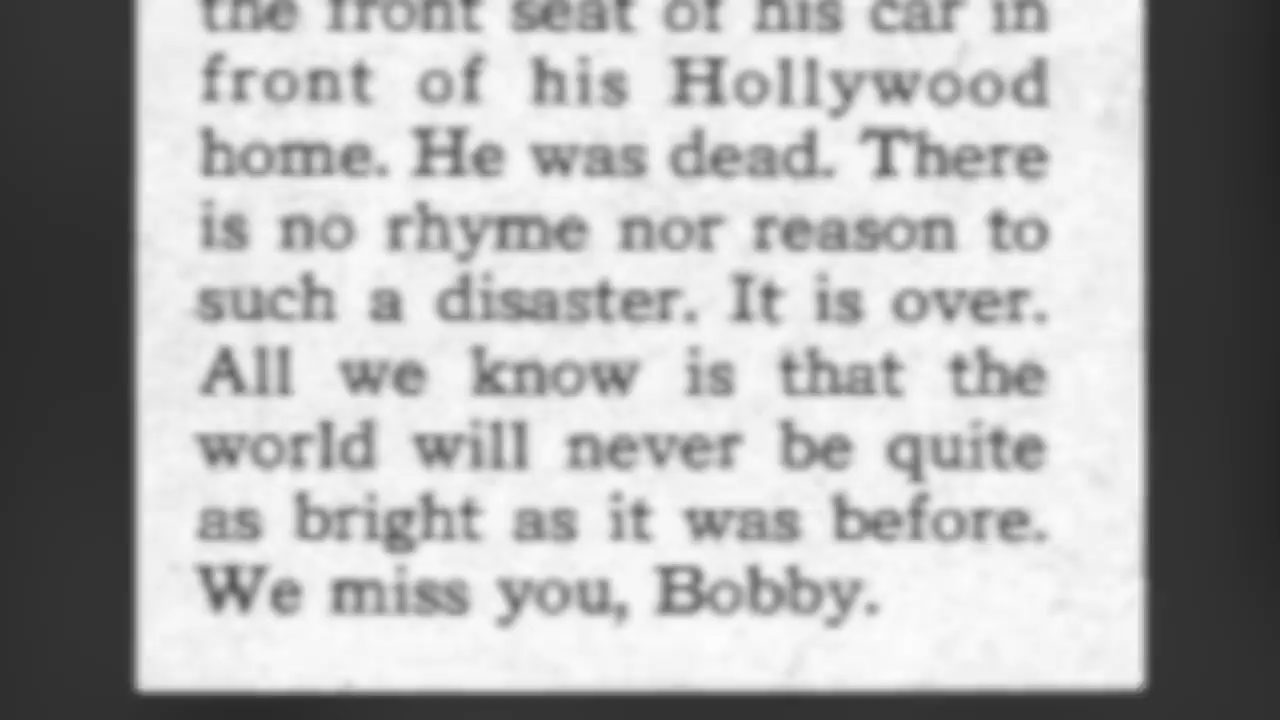 the front seat of his car in
front of his Hollywood
home. He was dead. There
is no rhyme nor reason to
such a disaster. It is over.
All we know is that the
world will never be quite
as bright as it was before.
We miss you, Bobby.